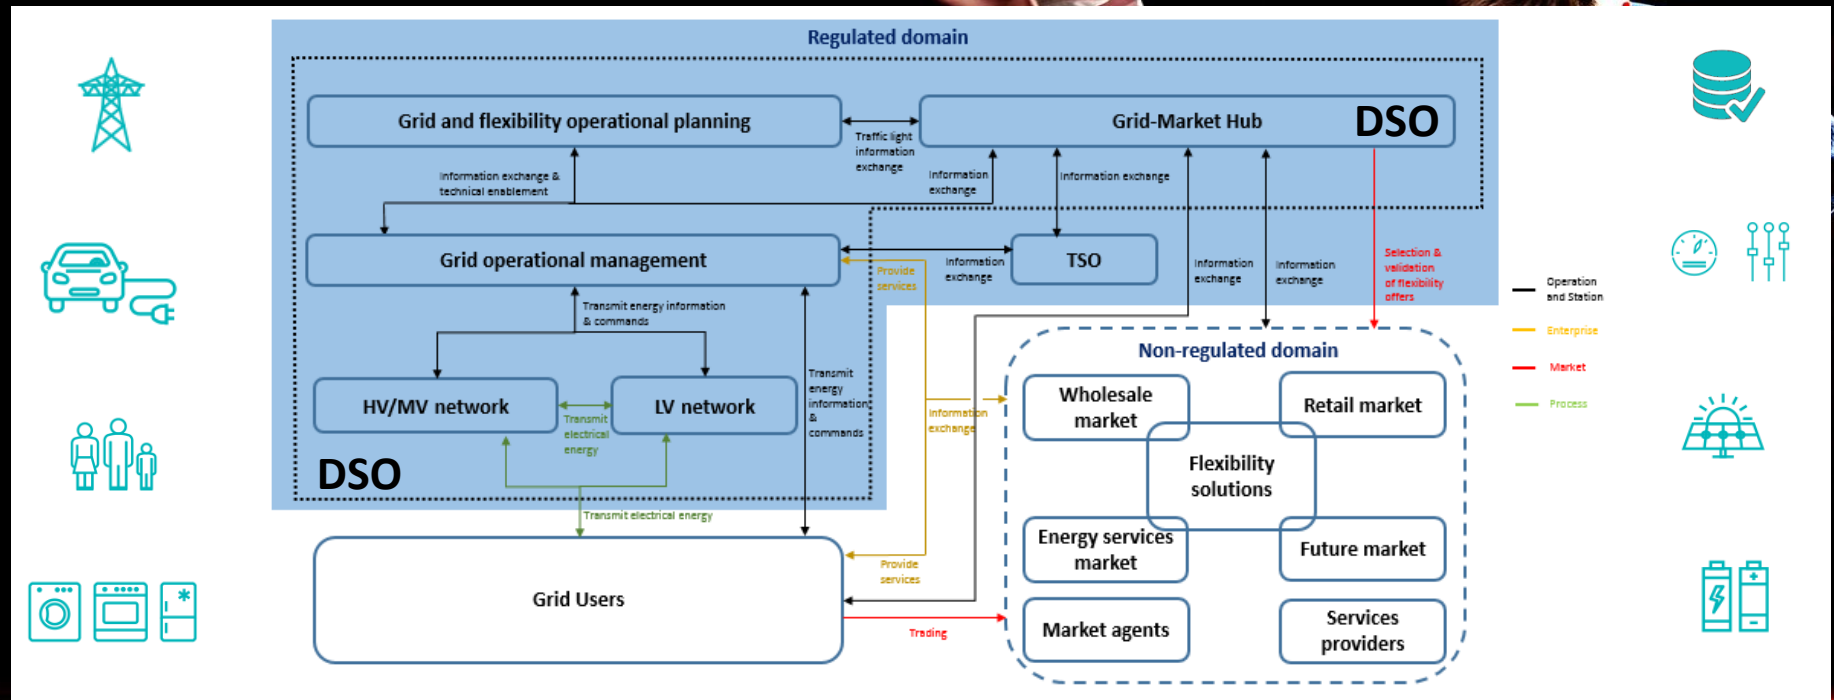 Regulated domain
Grid and flexibility operational planning
Traffic light
information
exchange
Grid-Market Hub
DSO
Information exchange &
technical enablement
Information
exchange
Information exchange
Grid operational management
Provide
services
Information
exchange
TSO
Information
exchange
Information
exchange
Selection &
validation
of flexibility
offers
Operation
and Station
Enterprise
Market
Process
Transmit energy information
& commands
HV/MV network
Transmit
electrical
energy
LV network
Transmit
energy
information
&
commands
DSO
Transmit electrical energy
Information
exchange
Non-regulated domain
Wholesale
market
Retail market
Flexibility
solutions
Energy services
market
Future market
Market agents
Services
providers
Grid Users
Provide
services
Trading